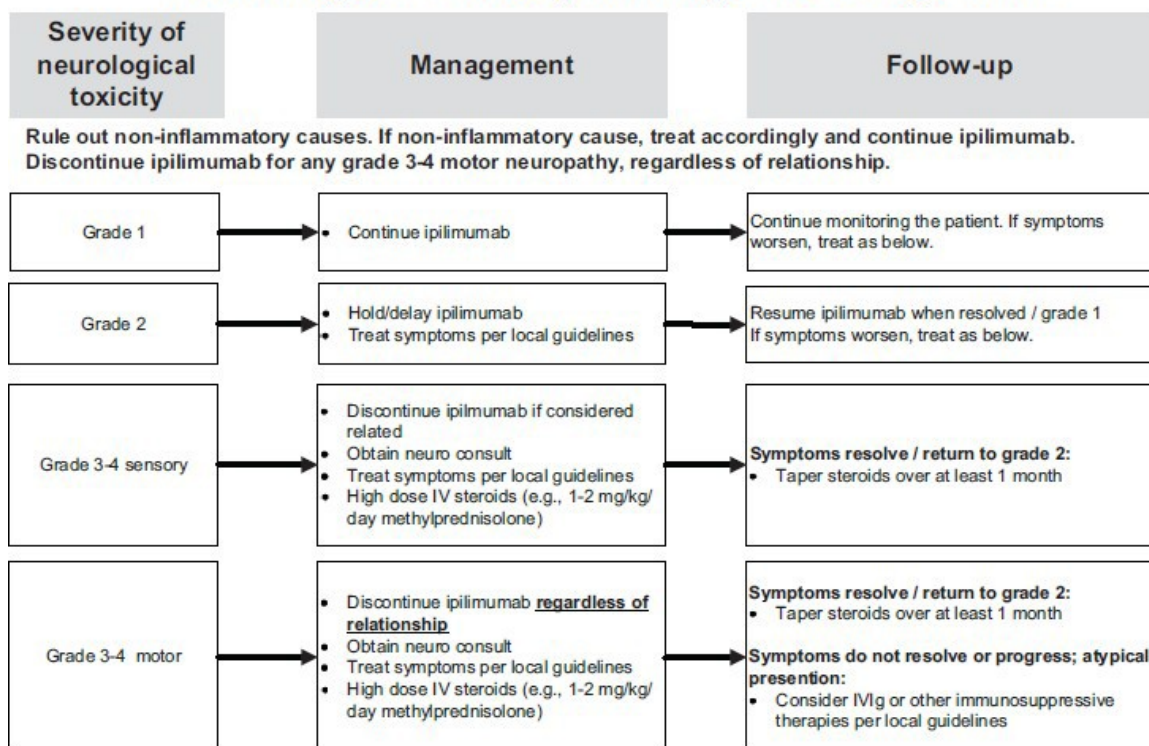 Severity of
neurological
toxicity
Management
Follow-up
Rule out non-inflammatory causes. If non-inflammatory cause, treat accordingly and continue ipilimumab.
Discontinue ipilimumab for any grade 3-4 motor neuropathy, regardless of relationship.
Grade 1
• Continue ipilimumab
Continue monitoring the patient. If symptoms
worsen, treat as below.
Grade 2
• Hold/delay ipilimumab
• Treat symptoms per local guidelines
Resume ipilimumab when resolved / grade 1
If symptoms worsen, treat as below.
Grade 3-4 sensory
• Discontinue ipilmumab if considered
related
• Obtain neuro consult
• Treat symptoms per local guidelines
• High dose IV steroids (e.g., 1-2 mg/kg/
day methylprednisolone)
Symptoms resolve / return to grade 2:
• Taper steroids over at least 1 month
Grade 3-4 motor
• Discontinue ipilimumab regardless of
relationship
• Obtain neuro consult
• Treat symptoms per local guidelines
• High dose IV steroids (e.g., 1-2 mg/kg/
day methylprednisolone)
Symptoms resolve / return to grade 2:
• Taper steroids over at least 1 month
Symptoms do not resolve or progress; atypical
presention:
• Consider IVIg or other immunosuppressive
therapies per local guidelines